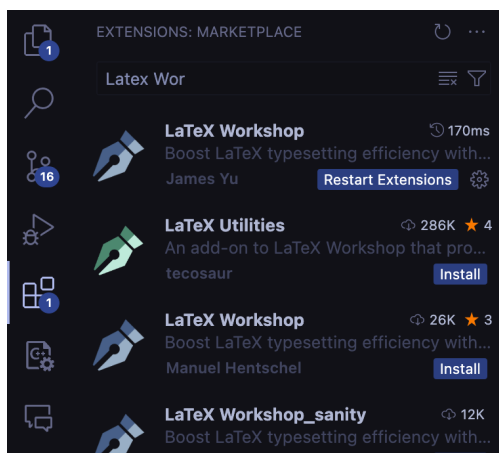 EXTENSIONS: MARKETPLACE
1
Latex Wor
16
1
LaTeX Workshop 170ms
Boost LaTeX typesetting efficiency with...
James Yu Restart Extensions
LaTeX Utilities 286K ★ 4
An add-on to LaTeX Workshop that pro...
tecosaur Install
LaTeX Workshop 26K ★ 3
Boost LaTeX typesetting efficiency with...
Manuel Hentschel Install
LaTeX Workshop_sanity 12K
Boost LaTeX typesetting efficiency with...